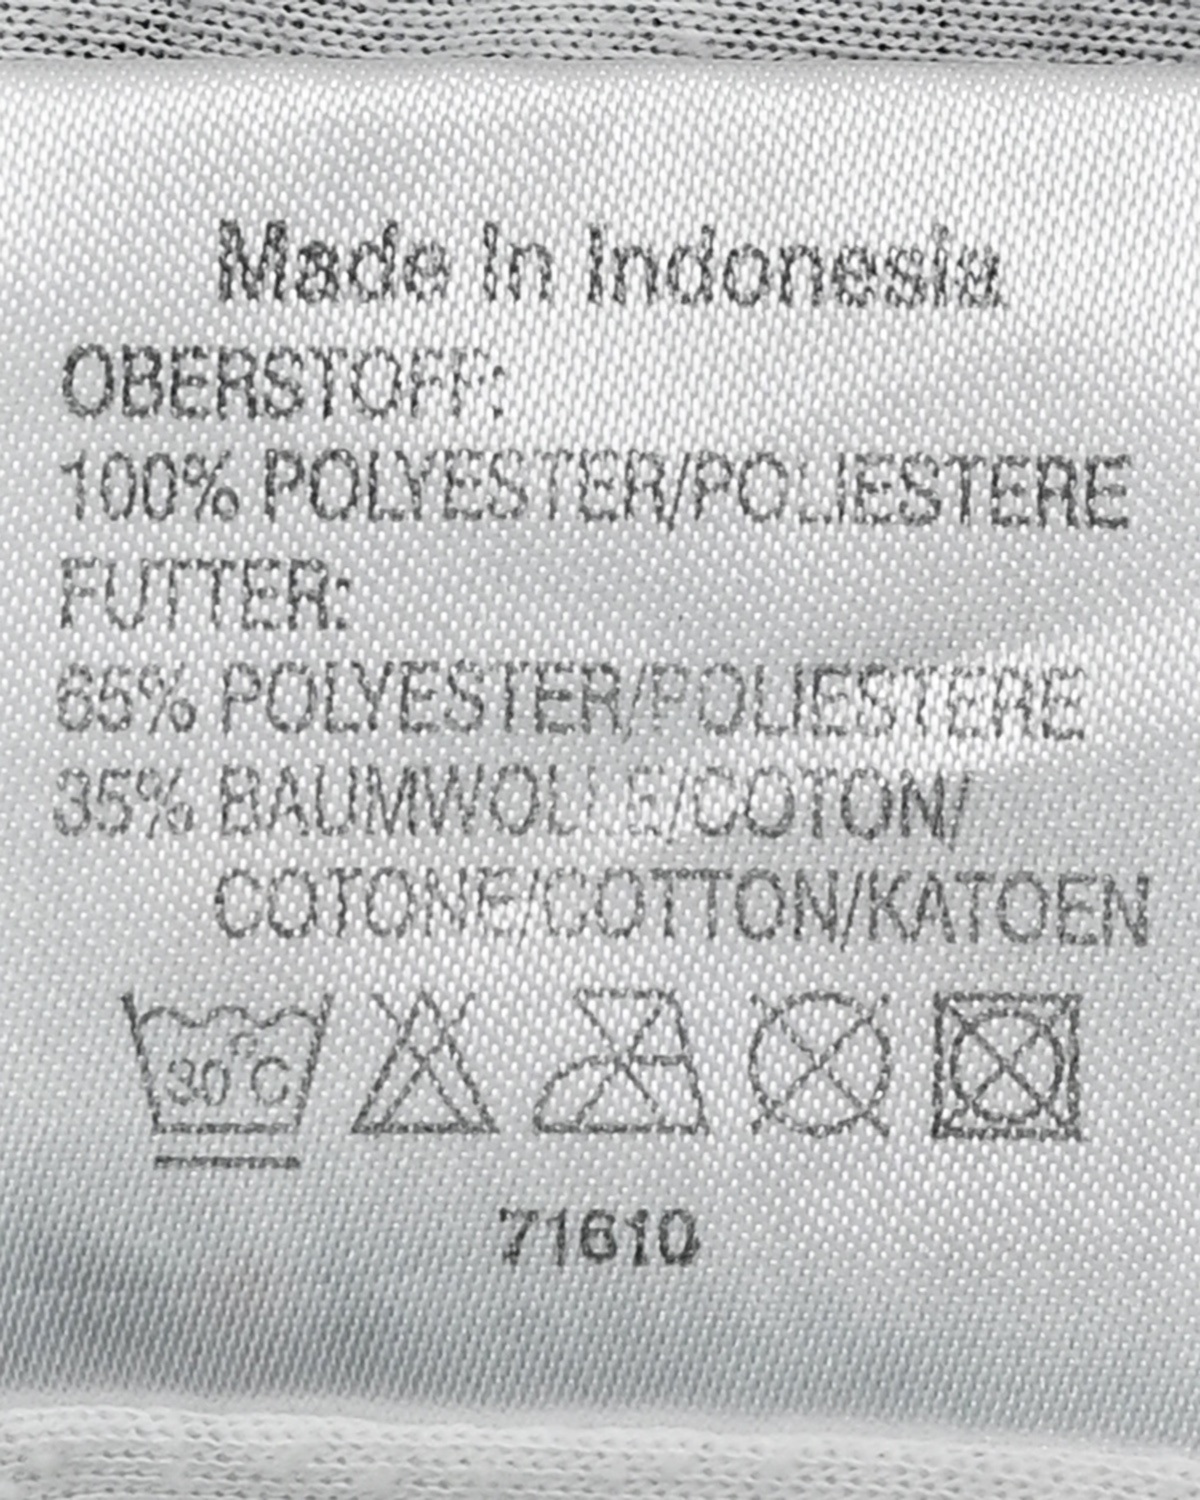 Made In Indonesia
OBERSTOFF:
100% POLYESTER/POLIESTERE
FUTTER:
65% POLYESTER/POLIESTERE
35% BAUMWOLLE/COTON/
COTONE/COTTON/KATOEN
30°C
71610